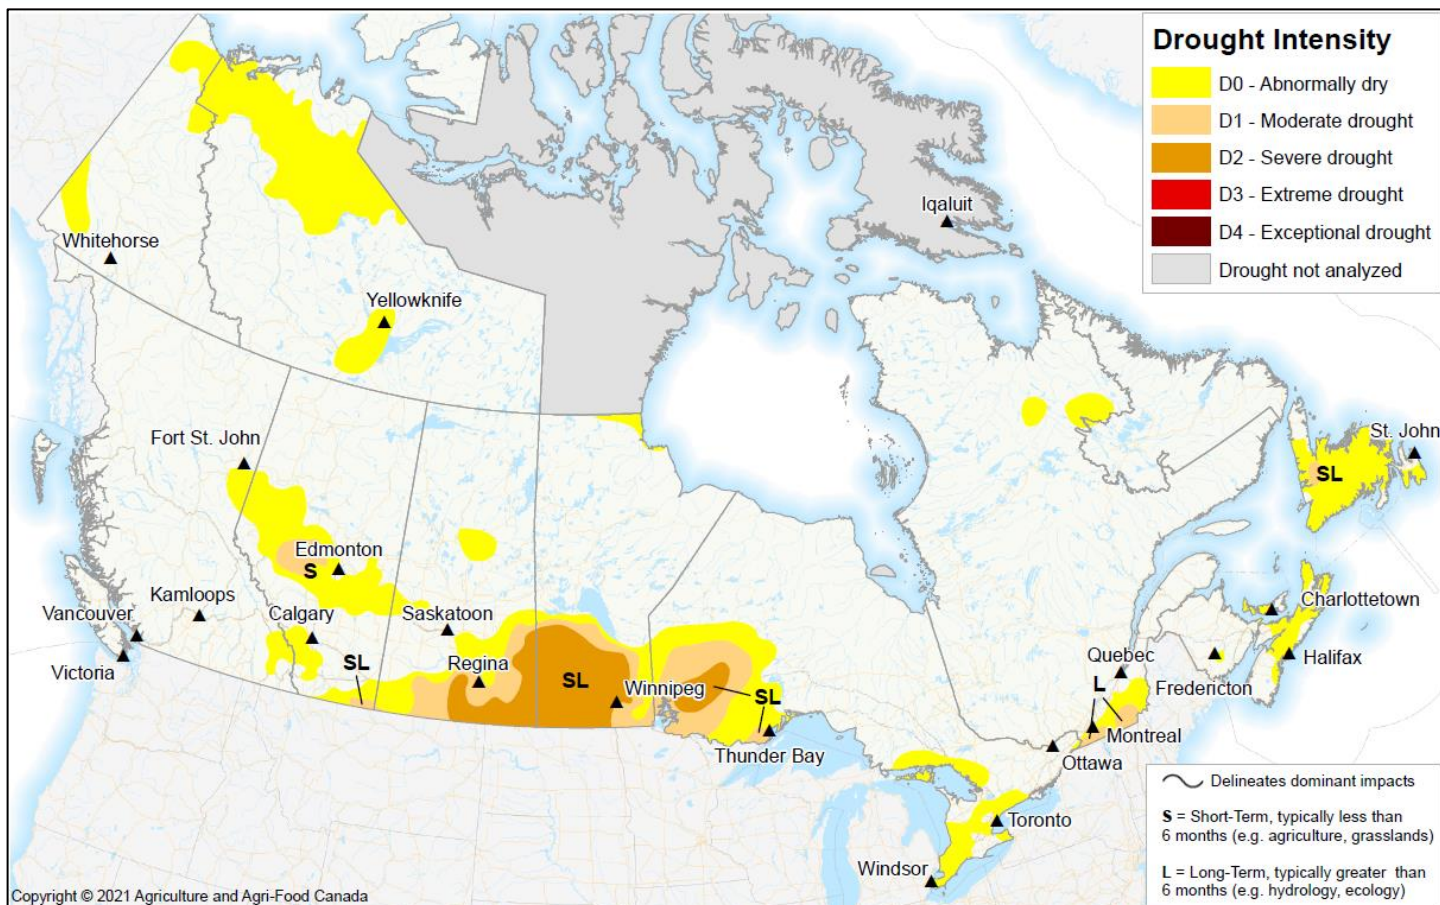 Drought Intensity
D0 - Abnormally dry
D1 - Moderate drought
D2 - Severe drought
D3 - Extreme drought
D4 - Exceptional drought
Drought not analyzed
Iqaluit
Whitehorse
Yellowknife
Fort St. John
St. John
SL
Edmonton
S
Kamloops
Calgary
Saskatoon
Vancouver
Victoria
SL
Regina
SL
Winnipeg
SL
Thunder Bay
Charlottetown
Halifax
Quebec
Fredericton
L
Montreal
Ottawa
Toronto
Windsor
Delineates dominant impacts
S = Short-Term, typically less than
6 months (e.g. agriculture, grasslands)
L = Long-Term, typically greater than
6 months (e.g. hydrology, ecology)
Copyright © 2021 Agriculture and Agri-Food Canada